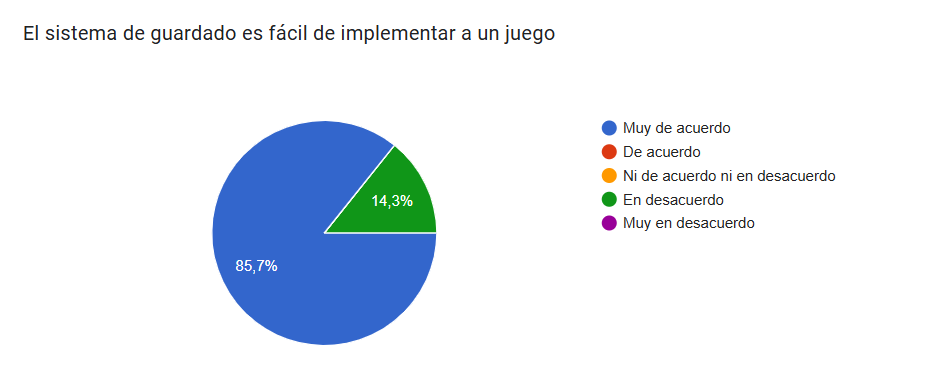 El sistema de guardado es fácil de implementar a un juego
Muy de acuerdo
De acuerdo
Ni de acuerdo ni en desacuerdo
En desacuerdo
Muy en desacuerdo
14,3%
85,7%